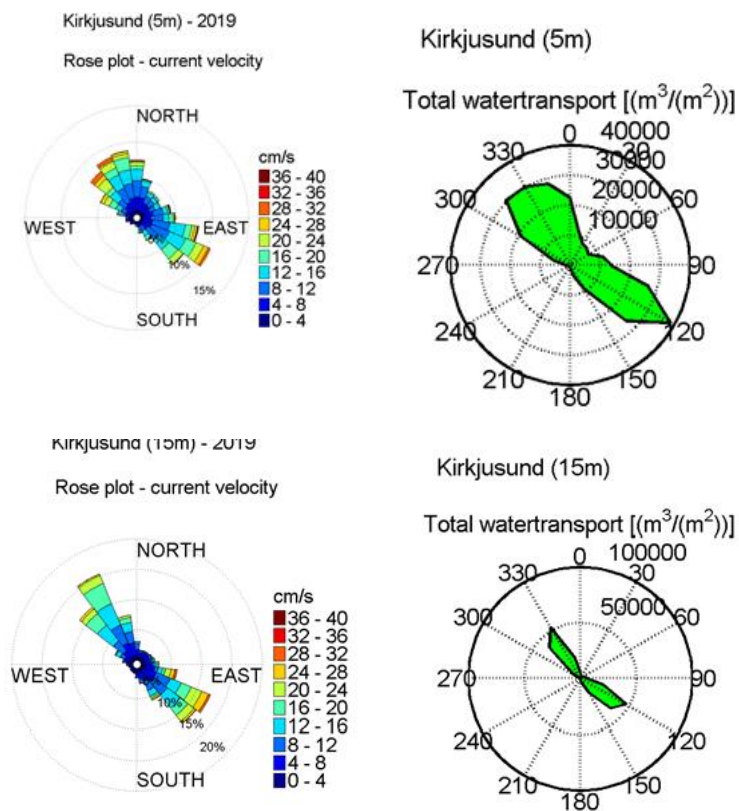 Kirkjusund (5m) - 2019
Rose plot - current velocity
NORTH
WEST
EAST
SOUTH
10%
15%
cm/s
36 - 40
32 - 36
28 - 32
24 - 28
20 - 24
16 - 20
12 - 16
8 - 12
4 - 8
0 - 4
Kirkjusund (5m)
Total watertransport [(m³/(m²))]
0
40000
30000
20000
10000
30
60
90
120
150
180
210
240
270
300
330
Kirkjusund (15m) - 2019
Rose plot - current velocity
NORTH
WEST
EAST
SOUTH
10%
15%
20%
cm/s
36 - 40
32 - 36
28 - 32
24 - 28
20 - 24
16 - 20
12 - 16
8 - 12
4 - 8
0 - 4
Kirkjusund (15m)
Total watertransport [(m³/(m²))]
0
100000
50000
30
60
90
120
150
180
210
240
270
300
330